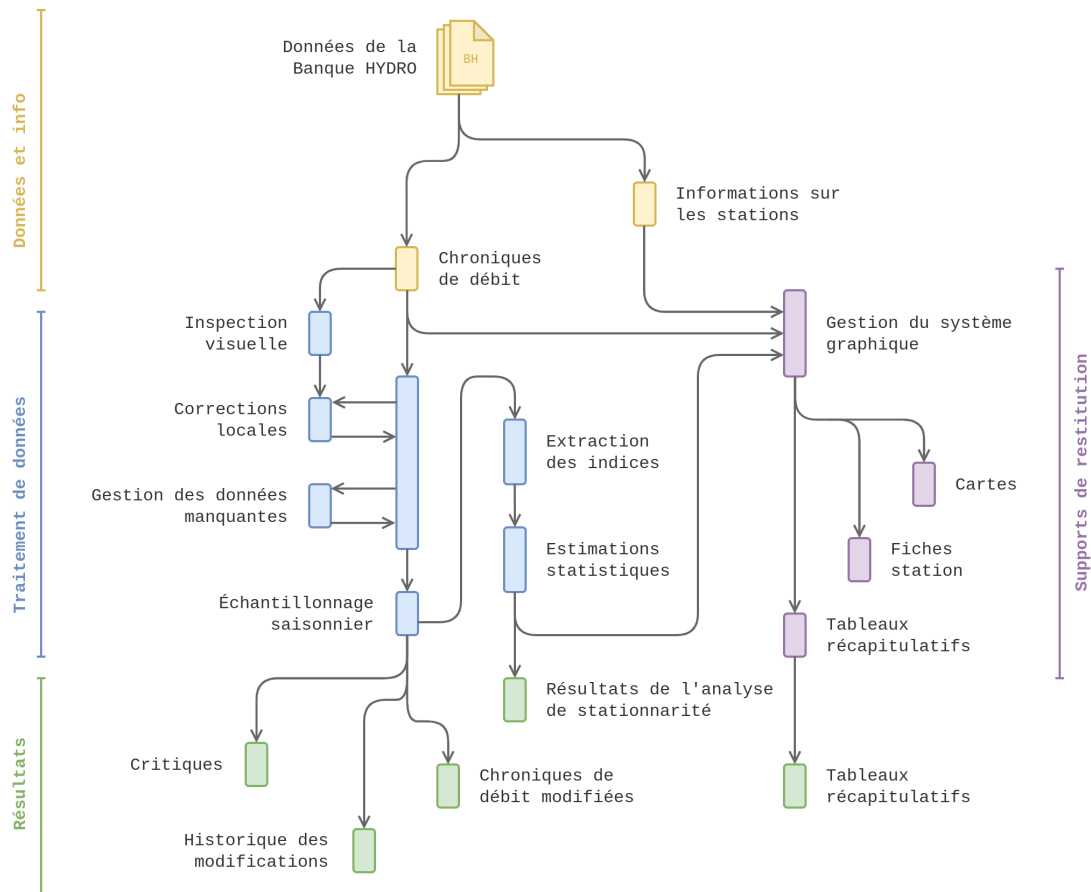 Données de la
Banque HYDRO
BH
Données et info
Informations sur
les stations
Chroniques
de débit
Inspection
visuelle
Gestion du système
graphique
Supports de restitution
Traitement de données
Corrections
locales
Extraction
des indices
Cartes
Gestion des données
manquantes
Estimations
statistiques
Fiches
station
Échantillonnage
saisonnier
Tableaux
récapitulatifs
Résultats de l'analyse
de stationnarité
Résultats
Critiques
Chroniques de
débit modifiées
Tableaux
récapitulatifs
Historique des
modifications